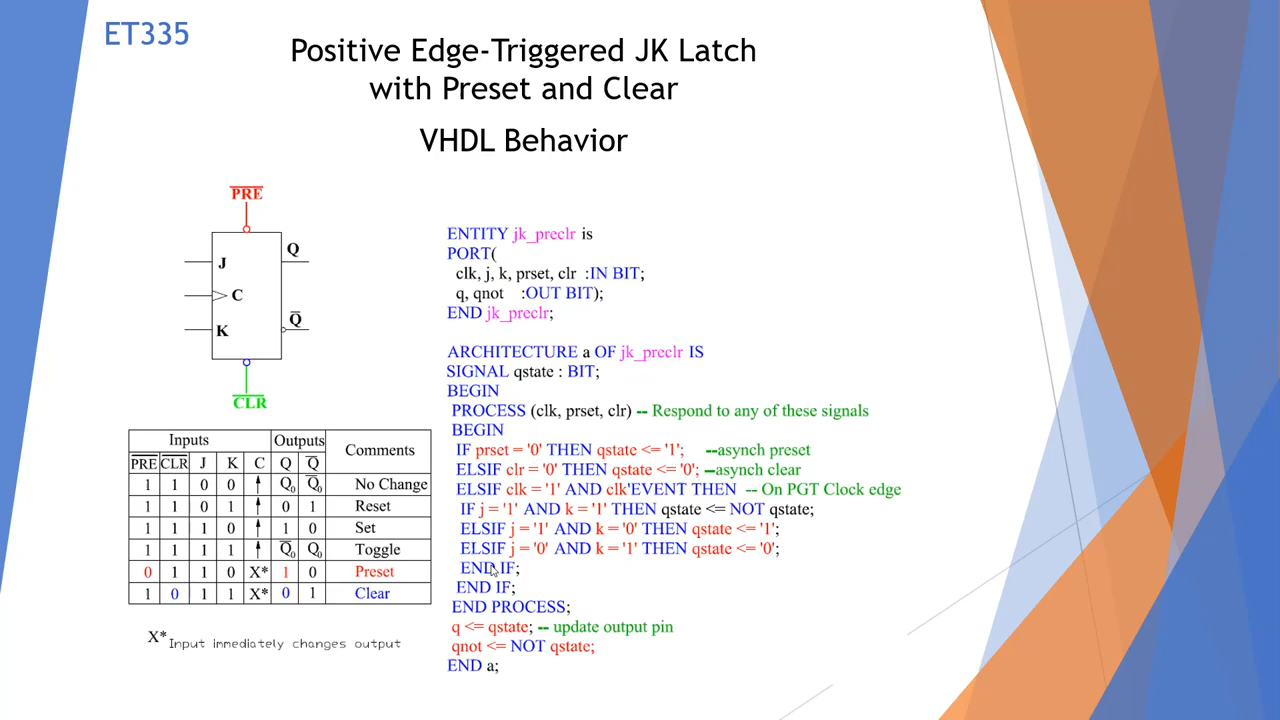 ET335
Positive Edge-Triggered JK Latch
with Preset and Clear
VHDL Behavior
PRE
J
C
K
Q
Q̅
CLR
Inputs Outputs Comments
PRE CLR J K C Q Q̅
1 1 0 0 ↑ Q₀ Q̅₀ No Change
1 1 0 1 ↑ 0 1 Reset
1 1 1 0 ↑ 1 0 Set
1 1 1 1 ↑ Q̅₀ Q₀ Toggle
0 1 1 0 X* 1 0 Preset
1 0 1 1 X* 0 1 Clear
X* Input immediately changes output
ENTITY jk_preclr is
PORT(
clk, j, k, prset, clr :IN BIT;
q, qnot :OUT BIT);
END jk_preclr;
ARCHITECTURE a OF jk_preclr IS
SIGNAL qstate : BIT;
BEGIN
PROCESS (clk, prset, clr) -- Respond to any of these signals
BEGIN
IF prset = '0' THEN qstate <= '1'; --asynch preset
ELSIF clr = '0' THEN qstate <= '0'; --asynch clear
ELSIF clk = '1' AND clk'EVENT THEN -- On PGT Clock edge
IF j = '1' AND k = '1' THEN qstate <= NOT qstate;
ELSIF j = '1' AND k = '0' THEN qstate <= '1';
ELSIF j = '0' AND k = '1' THEN qstate <= '0';
END IF;
END IF;
END PROCESS;
q <= qstate; -- update output pin
qnot <= NOT qstate;
END a;